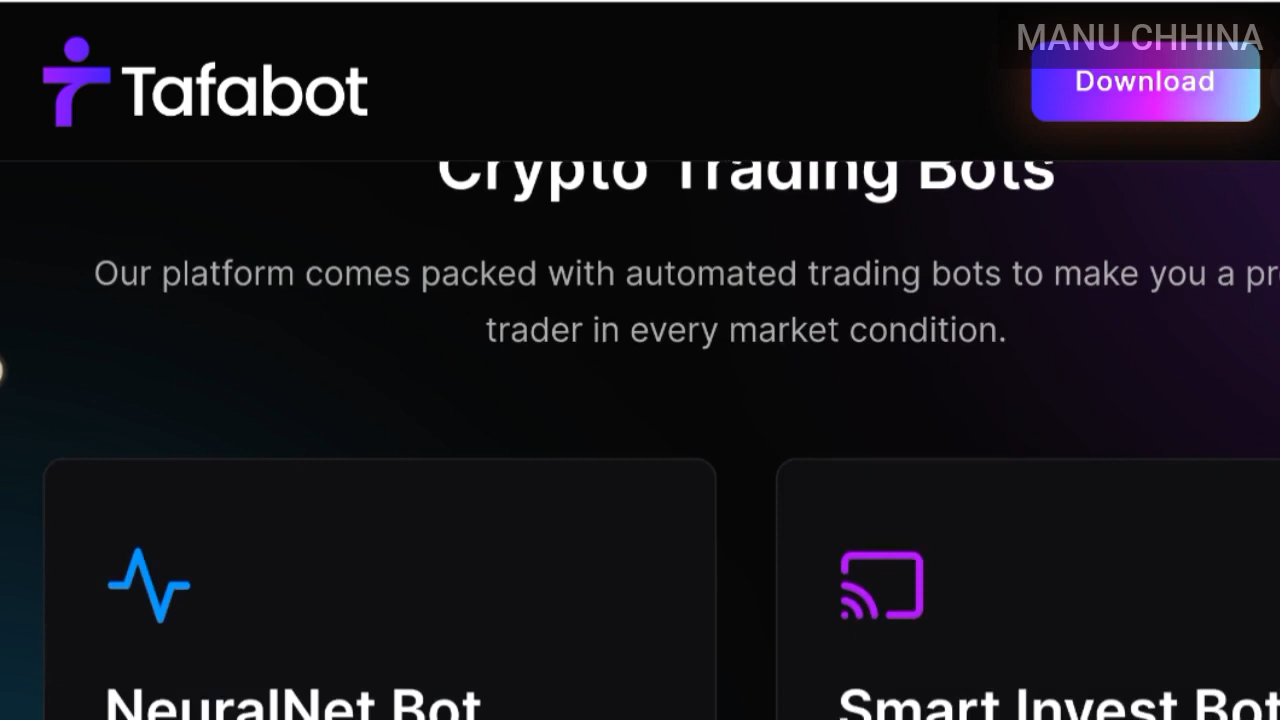 MANU CHHINA
Tafabot
Download
Crypto Trading Bots
Our platform comes packed with automated trading bots to make you a
trader in every market condition.
NeuralNet Bot
Smart Invest Bot